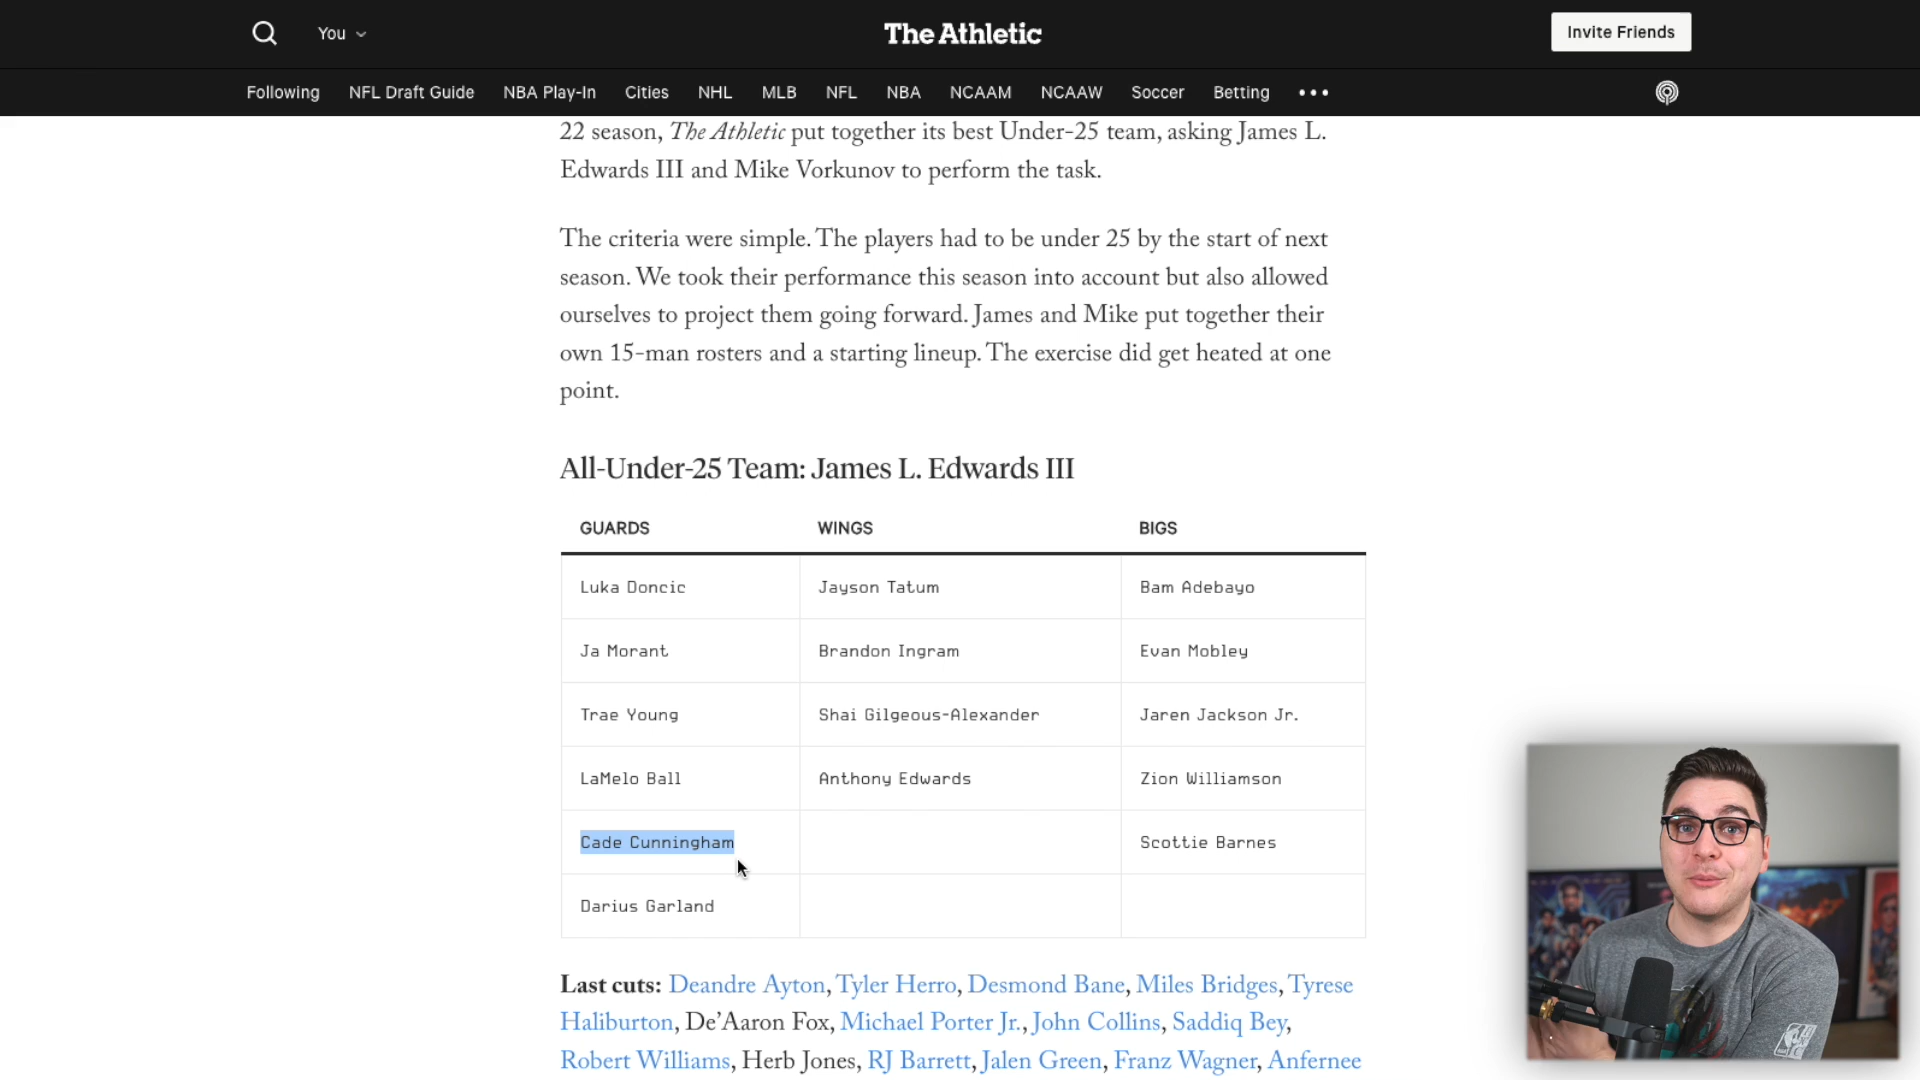 You
The Athletic
Invite Friends
Following NFL Draft Guide NBA Play-In Cities NHL MLB NFL NBA NCAAM NCAAW Soccer Betting •••
22 season, The Athletic put together its best Under-25 team, asking James L.
Edwards III and Mike Vorkunov to perform the task.
The criteria were simple. The players had to be under 25 by the start of next
season. We took their performance this season into account but also allowed
ourselves to project them going forward. James and Mike put together their
own 15-man rosters and a starting lineup. The exercise did get heated at one
point.
All-Under-25 Team: James L. Edwards III
GUARDS WINGS BIGS
Luka Doncic Jayson Tatum Bam Adebayo
Ja Morant Brandon Ingram Evan Mobley
Trae Young Shai Gilgeous-Alexander Jaren Jackson Jr.
LaMelo Ball Anthony Edwards Zion Williamson
Cade Cunningham Scottie Barnes
Darius Garland
Last cuts: Deandre Ayton, Tyler Herro, Desmond Bane, Miles Bridges, Tyrese
Haliburton, De’Aaron Fox, Michael Porter Jr., John Collins, Saddiq Bey,
Robert Williams, Herb Jones, RJ Barrett, Jalen Green, Franz Wagner, Anfernee